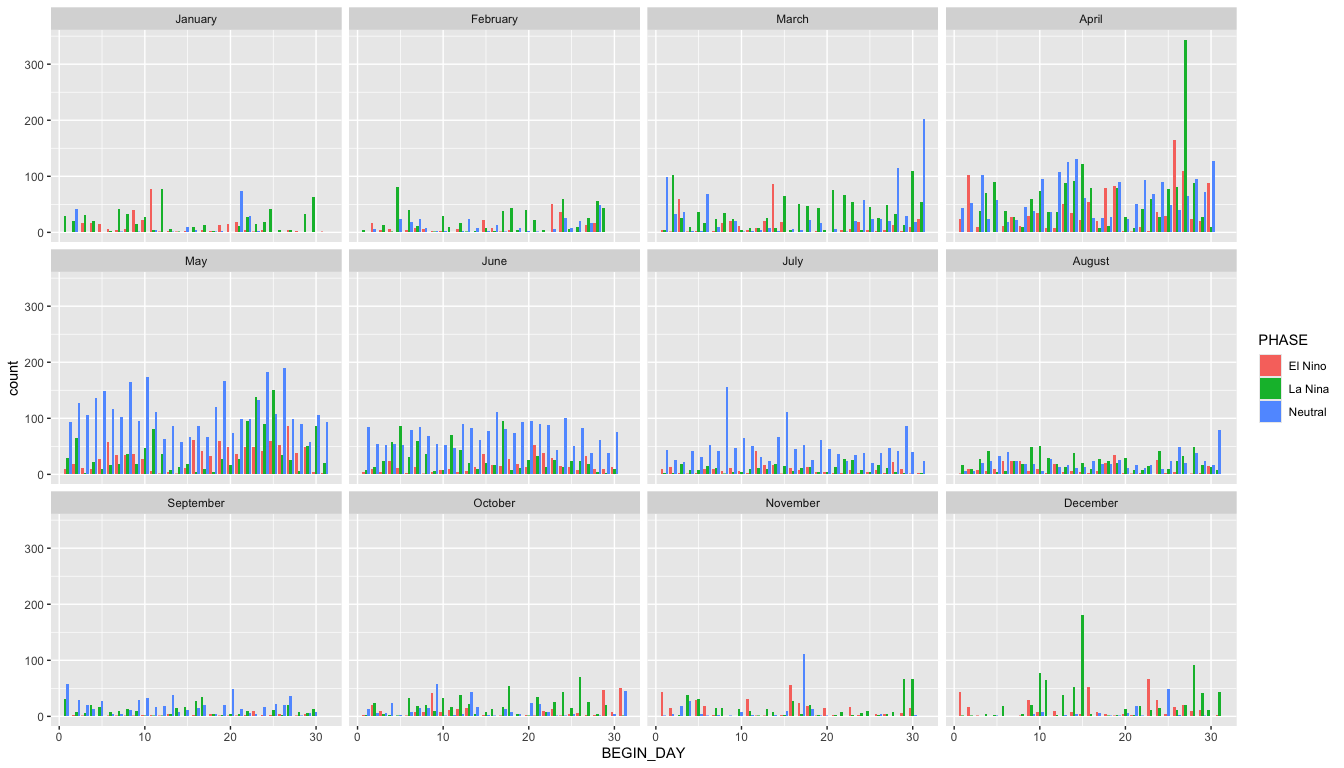 January February March April
300
200
100
0
May June July August
300
200
100
0
count
September October November December
300
200
100
0
0 10 20 30 0 10 20 30 0 10 20 30 0 10 20 30
BEGIN_DAY
PHASE
El Nino
La Nina
Neutral